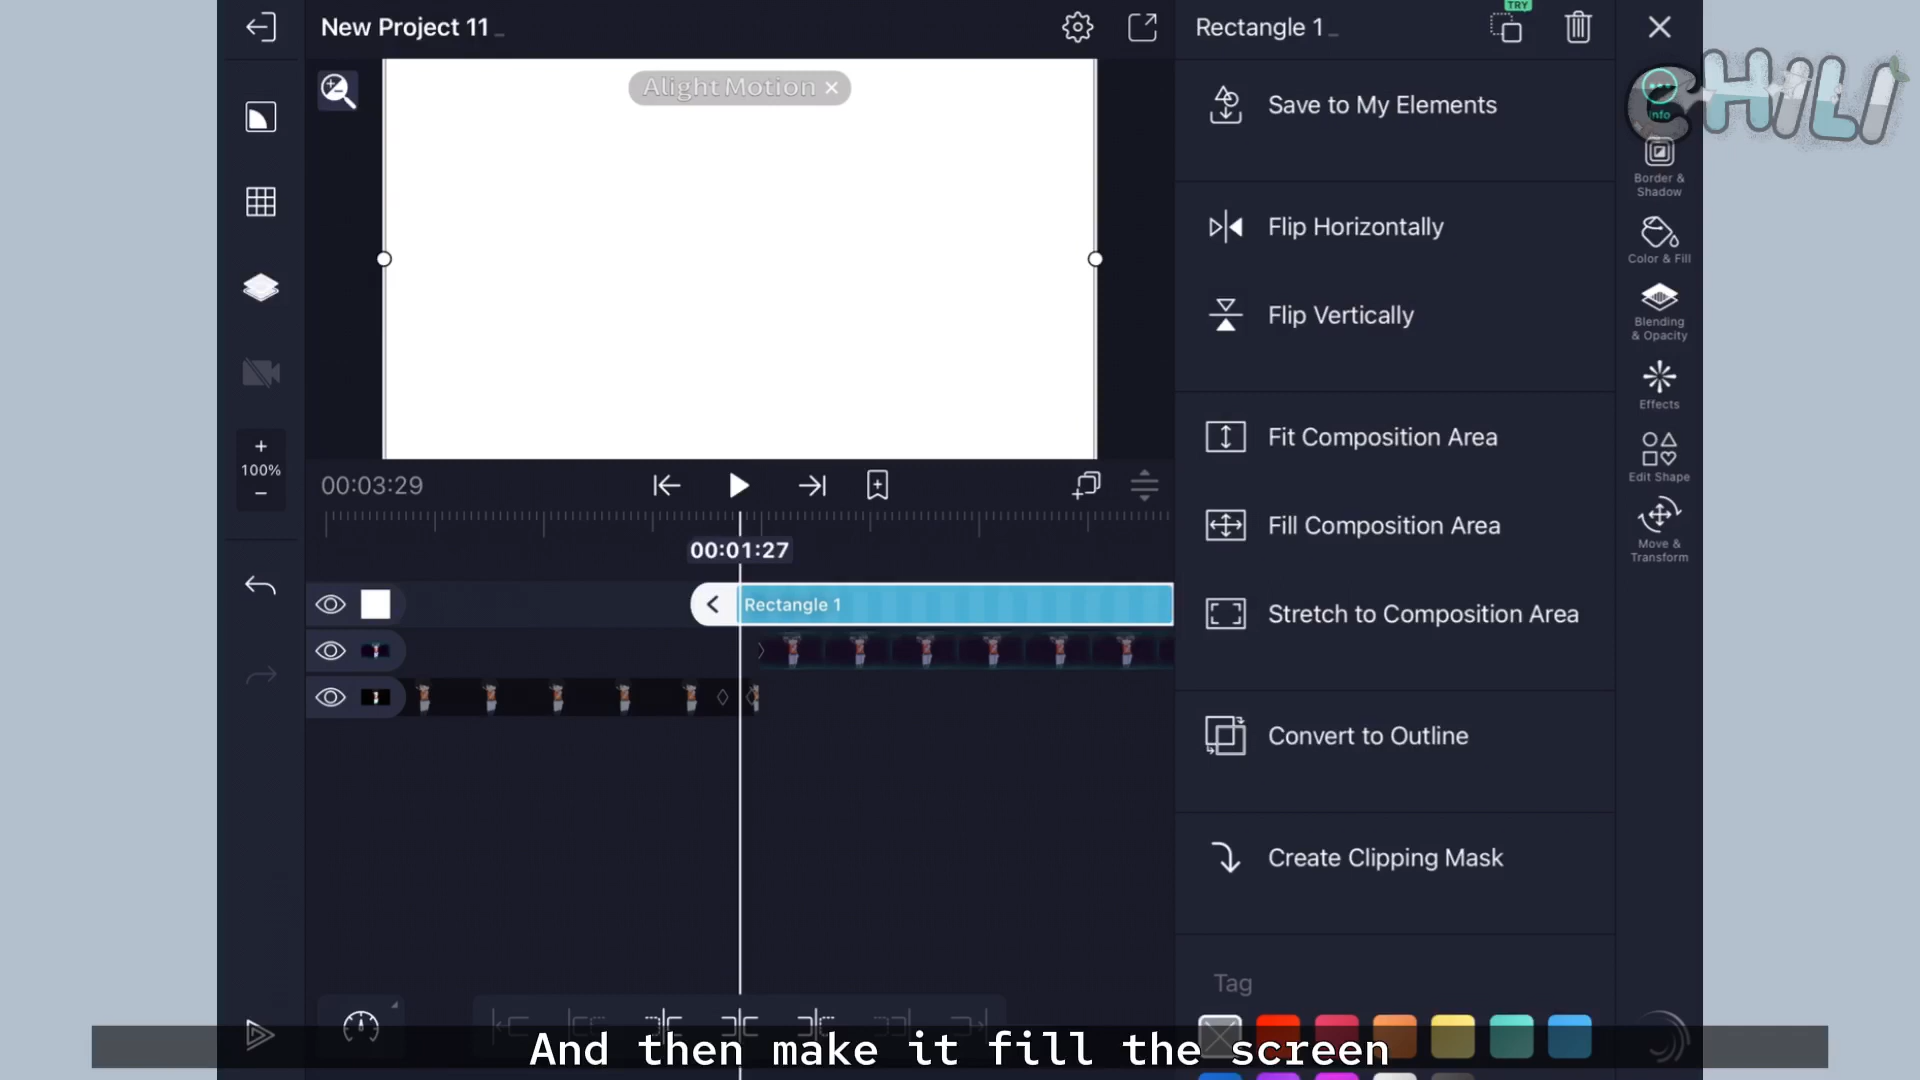 New Project 11
Rectangle 1
TRY
CHiLI
Alight Motion
Info
Save to My Elements
Border &
Shadow
Flip Horizontally
Color & Fill
Flip Vertically
Blending
& Opacity
Effects
Fit Composition Area
100%
Edit Shape
00:03:29
Fill Composition Area
Move &
Transform
00:01:27
Rectangle 1
Stretch to Composition Area
Convert to Outline
Create Clipping Mask
Tag
And then make it fill the screen